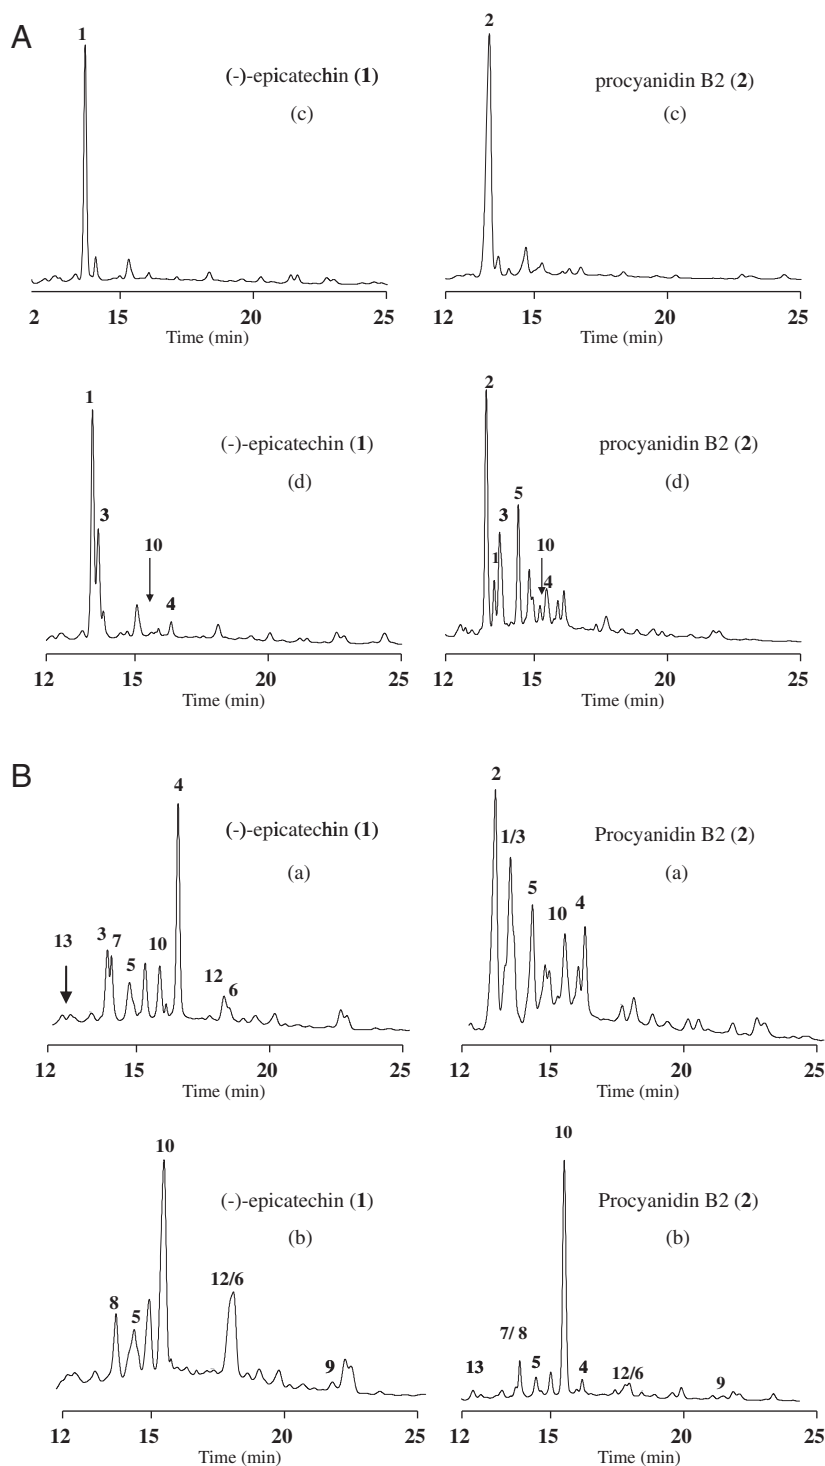 A
1
(-)-epicatechin (1)
(c)
2 15 20 25
Time (min)
2
procyanidin B2 (2)
(c)
12 15 20 25
Time (min)
1
3
10
4
(-)-epicatechin (1)
(d)
12 15 20 25
Time (min)
2
1
3
5
10
4
procyanidin B2 (2)
(d)
12 15 20 25
Time (min)
B
4
(-)-epicatechin (1)
(a)
13
3 7
5
10
12
6
12 15 20 25
Time (min)
2
1/3
5
10
4
Procyanidin B2 (2)
(a)
12 15 20 25
Time (min)
10
(-)-epicatechin (1)
(b)
8
5
12/6
9
12 15 20 25
Time (min)
10
Procyanidin B2 (2)
(b)
7/ 8
13
5
4
12/6
9
12 15 20 25
Time (min)